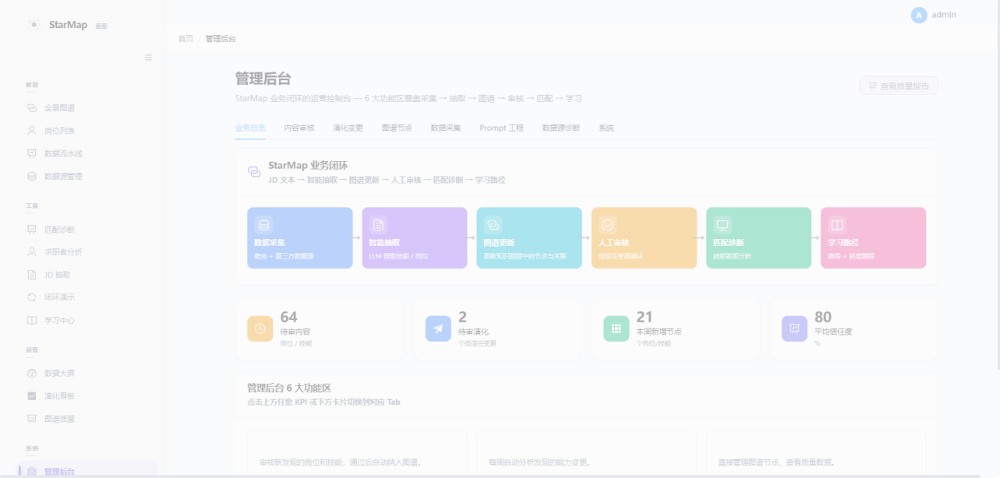 StarMap 星图
admin
首页 / 管理后台
数据
全景图谱
岗位列表
数据流水线
数据源管理
工具
匹配诊断
求职者分析
JD 抽取
闭环演示
学习中心
数据大屏
演化看板
图谱质量
系统
管理后台
管理后台
StarMap 业务闭环的运营控制台 — 6 大功能区覆盖采集 → 抽取 → 图谱 → 审核 → 匹配 → 学习
查看质量报告
业务总览 内容审核 演化变更 图谱节点 数据采集 Prompt 工程 数据源诊断 系统
StarMap 业务闭环
JD 文本 → 智能抽取 → 图谱更新 → 人工审核 → 匹配诊断 → 学习路径
数据采集
爬虫 + 第三方数据源
智能抽取
LLM 提取技能 / 岗位
图谱更新
更新知识图谱中的节点与关联
人工审核
低信任变更确认
匹配诊断
技能差距分析
学习路径
推荐 + 进度跟踪
64
待审内容
岗位 / 技能
2
待审演化
个低信任变更
21
本周新增节点
个岗位/技能
80
平均信任度
%
管理后台 6 大功能区
点击上方任意 KPI 或下方卡片切换到对应 Tab
审核新发现的岗位和技能，通过后自动纳入图谱。
每周自动分析发现的能力变更。
直接管理图谱节点、查看质量数据。